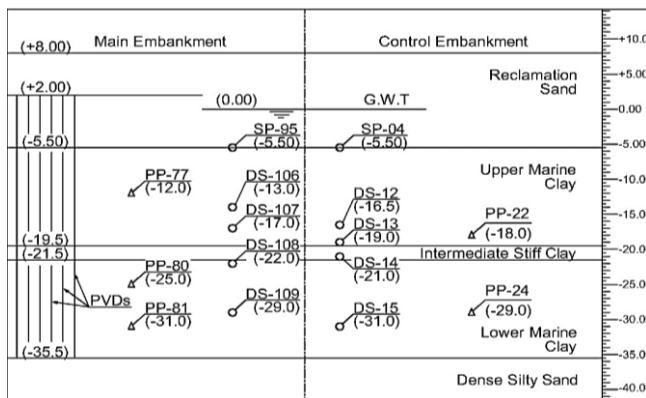 Main Embankment
Control Embankment
(+8.00)
+10.0
Reclamation
Sand
+5.00
(+2.00)
(0.00)
G.W.T
0.00
SP-95
(-5.50)
SP-04
(-5.50)
(-5.50)
-5.00
Upper Marine
Clay
PP-77
(-12.0)
DS-106
(-13.0)
-10.0
DS-12
(-16.5)
DS-107
(-17.0)
-15.0
DS-13
(-19.0)
PP-22
(-18.0)
(-19.5)
-20.0
DS-108
(-22.0)
Intermediate Stiff Clay
(-21.5)
DS-14
(-21.0)
PP-80
(-25.0)
-25.0
PVDs
DS-109
(-29.0)
PP-24
(-29.0)
PP-81
(-31.0)
DS-15
(-31.0)
-30.0
Lower Marine
Clay
(-35.5)
-35.0
Dense Silty Sand
-40.0